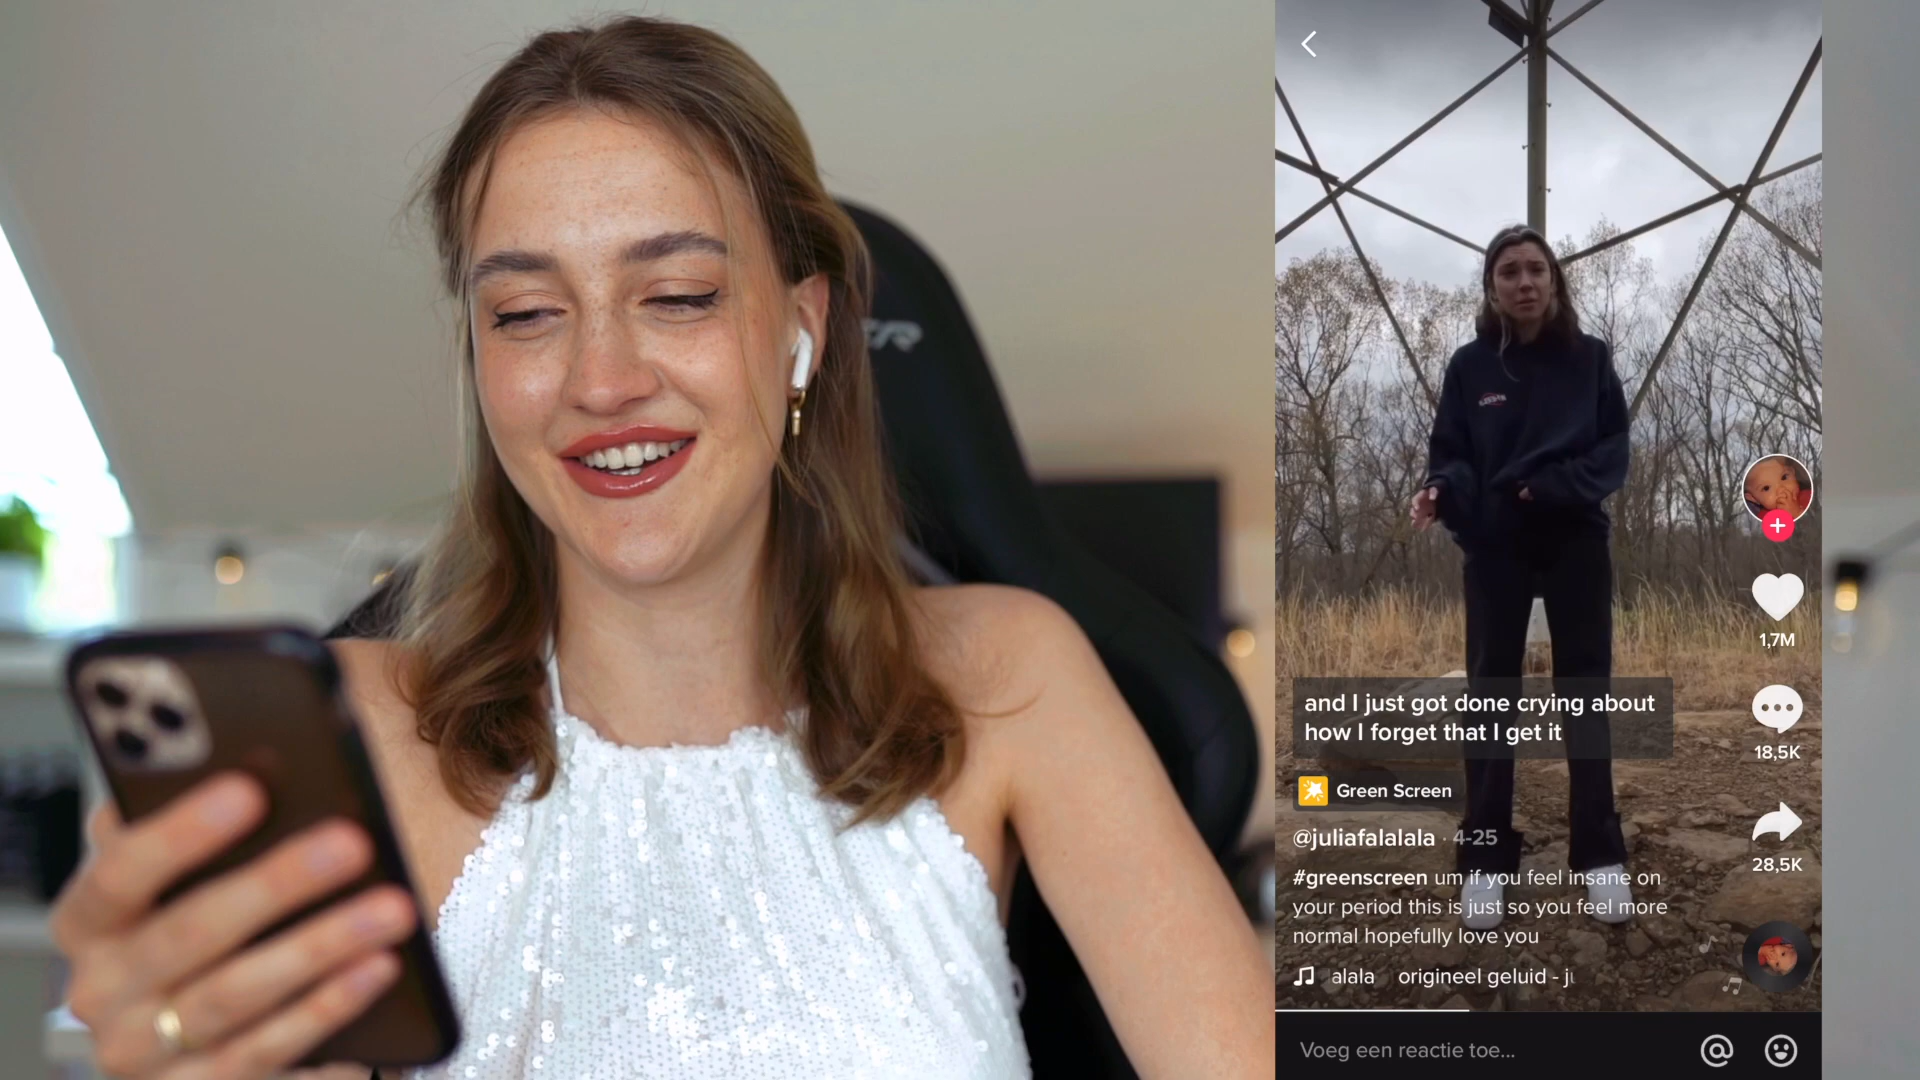 and I just got done crying about
how I forget that I get it
Green Screen
@juliafalalala · 4-25
#greenscreen um if you feel insane on
your period this is just so you feel more
normal hopefully love you
alala origineel geluid - j
1,7M
18,5K
28,5K
Voeg een reactie toe...